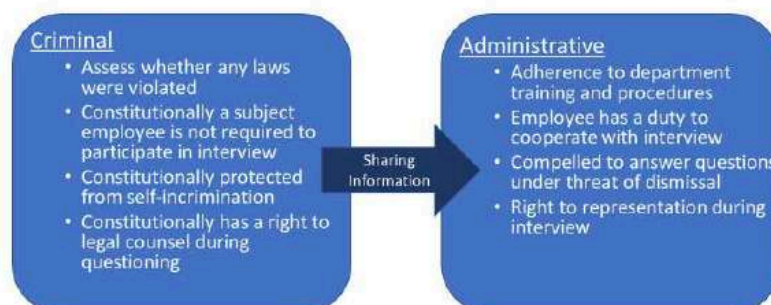 Criminal
• Assess whether any laws
were violated
• Constitutionally a subject
employee is not required to
participate in interview
• Constitutionally protected
from self-incrimination
• Constitutionally has a right to
legal counsel during
questioning
Sharing
Information
Administrative
• Adherence to department
training and procedures
• Employee has a duty to
cooperate with interview
• Compelled to answer questions
under threat of dismissal
• Right to representation during
interview